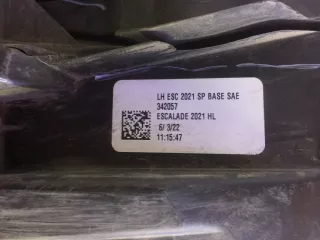 LH ESC 2021 SP BASE SAE
342057
ESCALADE 2021 HL
6/ 3/22
11:15:47